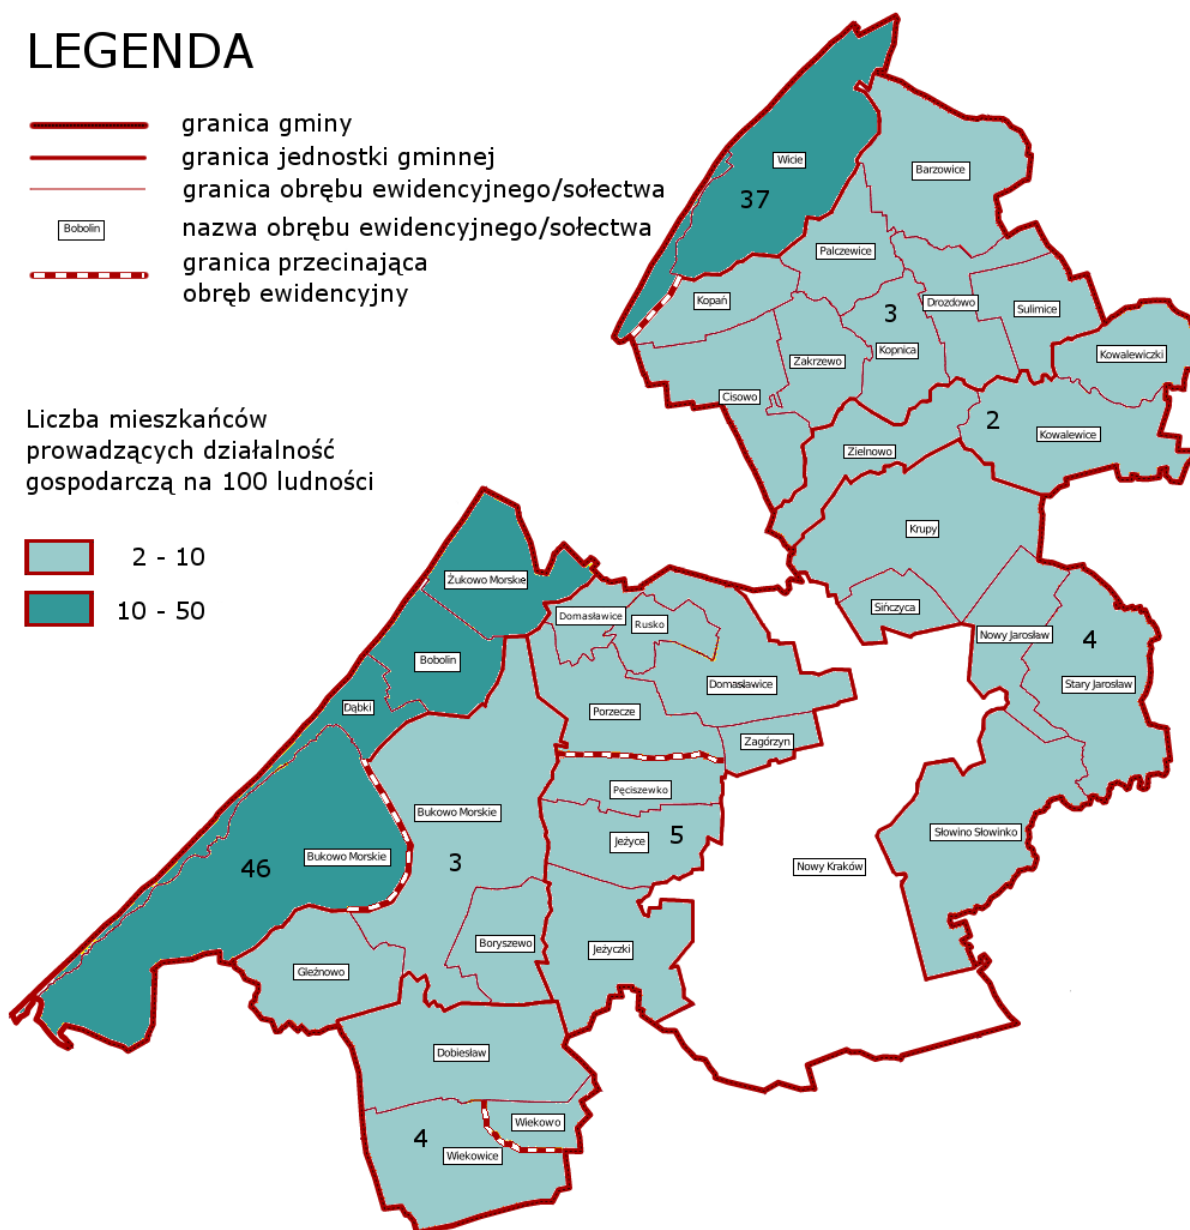 LEGENDA
granica gminy
granica jednostki gminnej
granica obrębu ewidencyjnego/sołectwa
Bobolin
nazwa obrębu ewidencyjnego/sołectwa
granica przecinająca
obręb ewidencyjny
Liczba mieszkańców
prowadzących działalność
gospodarczą na 100 ludności
2 - 10
10 - 50
Wicie
37
Barzowice
Palczewice
Kopań
Drozdowo
Sulimice
3
Kopnica
Zakrzewo
Kowalewiczki
Cisowo
2
Kowalewice
Zielnowo
Krupy
Sińczyca
Nowy Jarosław
4
Stary Jarosław
Słowino Słowinko
Nowy Kraków
Żukowo Morskie
Domasławice
Rusko
Bobolin
Domasławice
Dąbki
Porzecze
Zagórzyn
Pęciszewko
Bukowo Morskie
Jeżyce
5
Bukowo Morskie
46
3
Boryszewo
Jeżyczki
Gleźnowo
Dobiesław
Wiekowo
4
Wiekowice